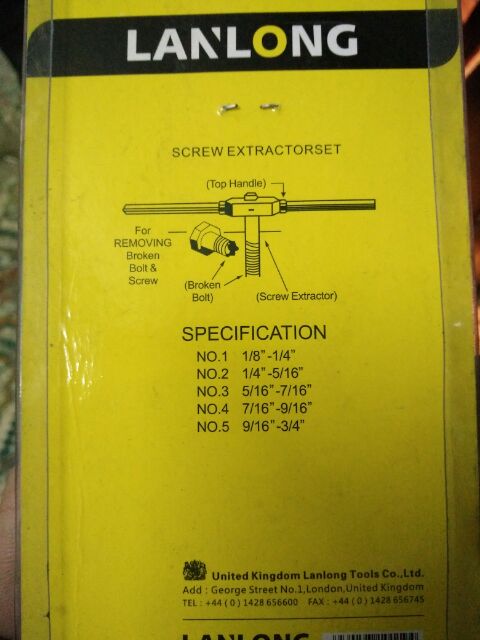 LANLONG
SCREW EXTRACTORSET
(Top Handle)
For
REMOVING
Broken
Bolt &
Screw
(Broken
Bolt)
(Screw Extractor)
SPECIFICATION
NO.1 1/8"-1/4"
NO.2 1/4"-5/16"
NO.3 5/16"-7/16"
NO.4 7/16"-9/16"
NO.5 9/16"-3/4"
United Kingdom Lanlong Tools Co.,Ltd.
Add : George Street No.1,London,United Kingdom
TEL : +44 ( 0 ) 1428 656600 FAX : +44 ( 0 ) 1428 656745
LANLONG